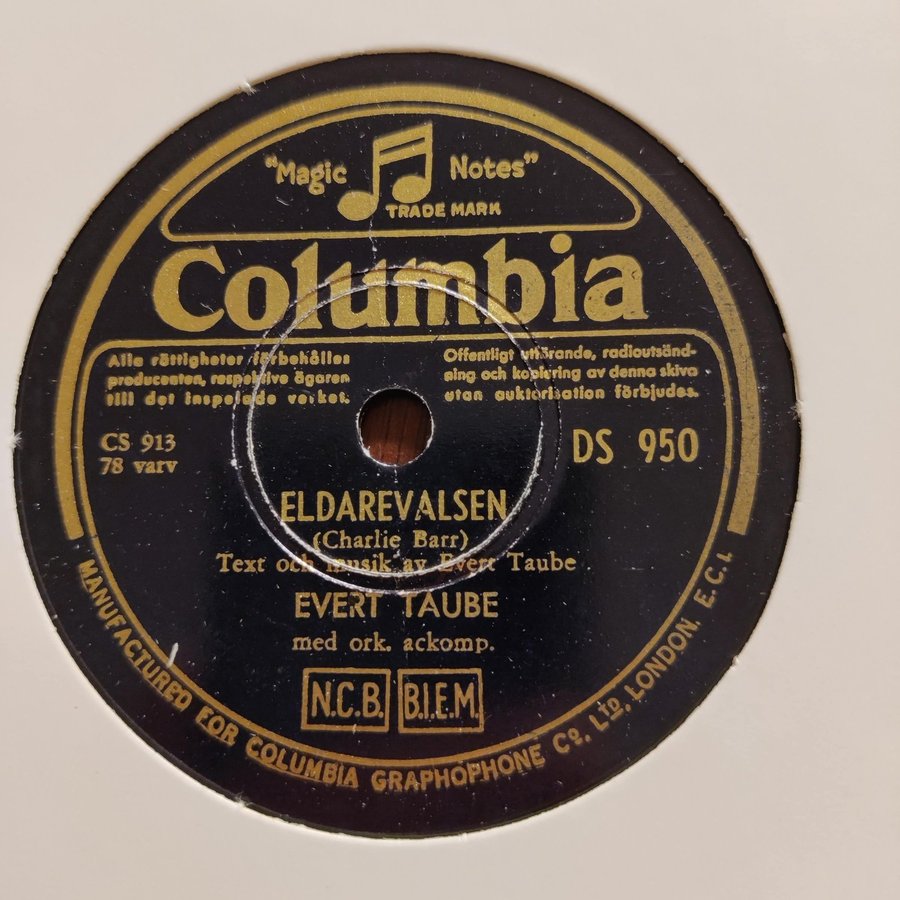 "Magic Notes"
TRADE MARK
Columbia
Alla rättigheter förbehålles
producenten, respektive ägaren
till det inspelade verket.
Offentligt utförande, radioutsänd-
ning och kopiering av denna skiva
utan auktorisation förbjudes.
CS 913
78 varv
DS 950
ELDAREVALSEN
(Charlie Barr)
Text och musik av Evert Taube
EVERT TAUBE
med ork. ackomp.
N.C.B. B.I.E.M.
MANUFACTURED FOR COLUMBIA GRAPHOPHONE Co. LTD. LONDON. E.C.1.